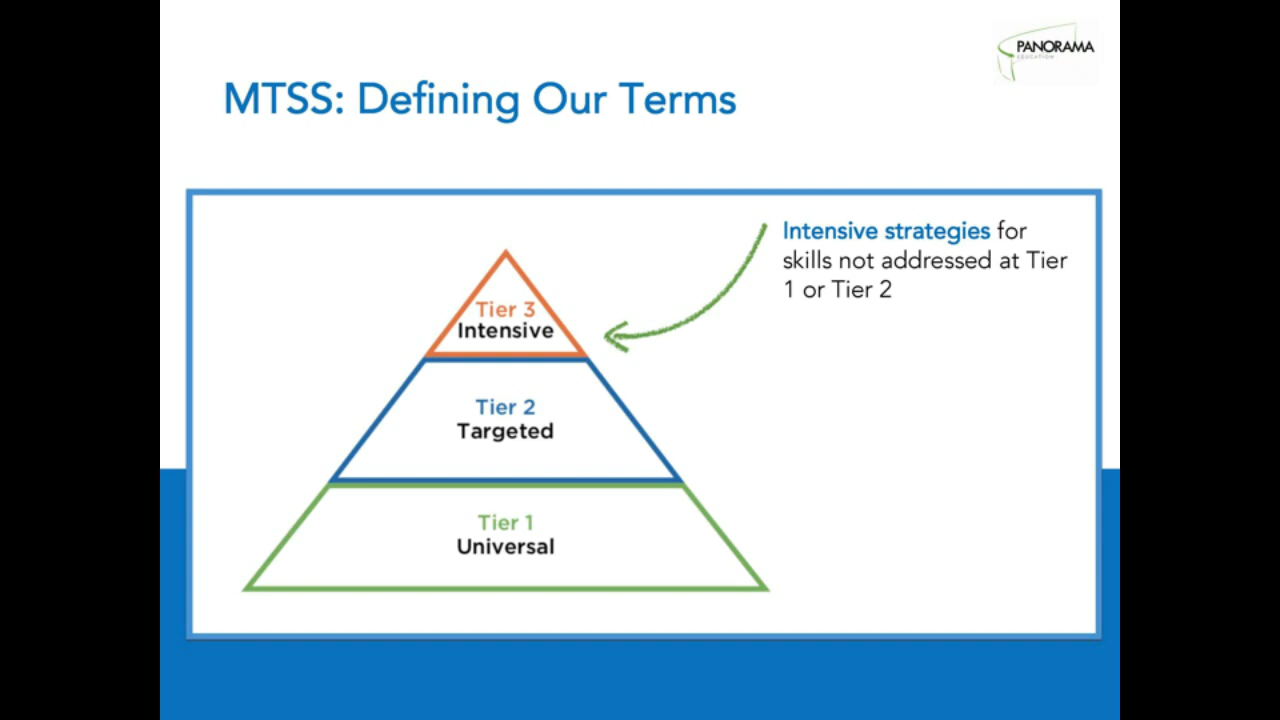 PANORAMA
EDUCATION
MTSS: Defining Our Terms
Intensive strategies for
skills not addressed at Tier
1 or Tier 2
Tier 3
Intensive
Tier 2
Targeted
Tier 1
Universal